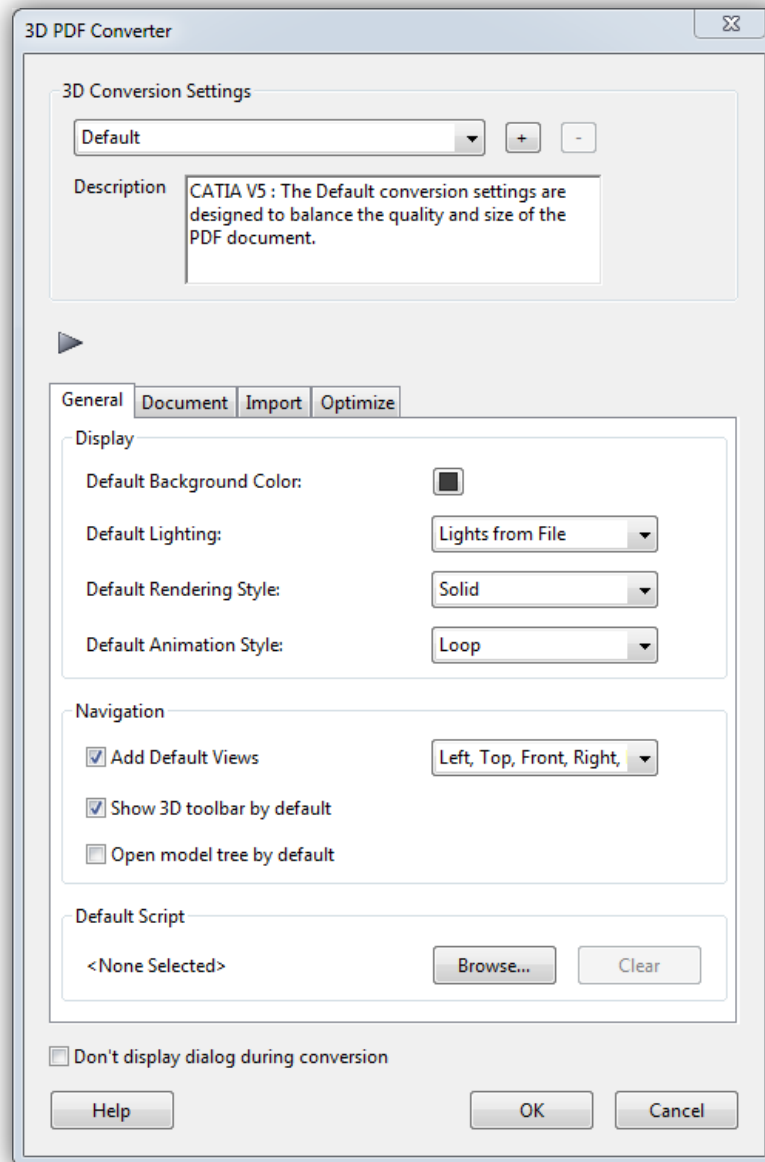 3D PDF Converter
3D Conversion Settings
Default
+
-
Description
CATIA V5 : The Default conversion settings are
designed to balance the quality and size of the
PDF document.
General Document Import Optimize
Display
Default Background Color:
Default Lighting: Lights from File
Default Rendering Style: Solid
Default Animation Style: Loop
Navigation
Add Default Views Left, Top, Front, Right,
Show 3D toolbar by default
Open model tree by default
Default Script
<None Selected> Browse... Clear
Don't display dialog during conversion
Help OK Cancel